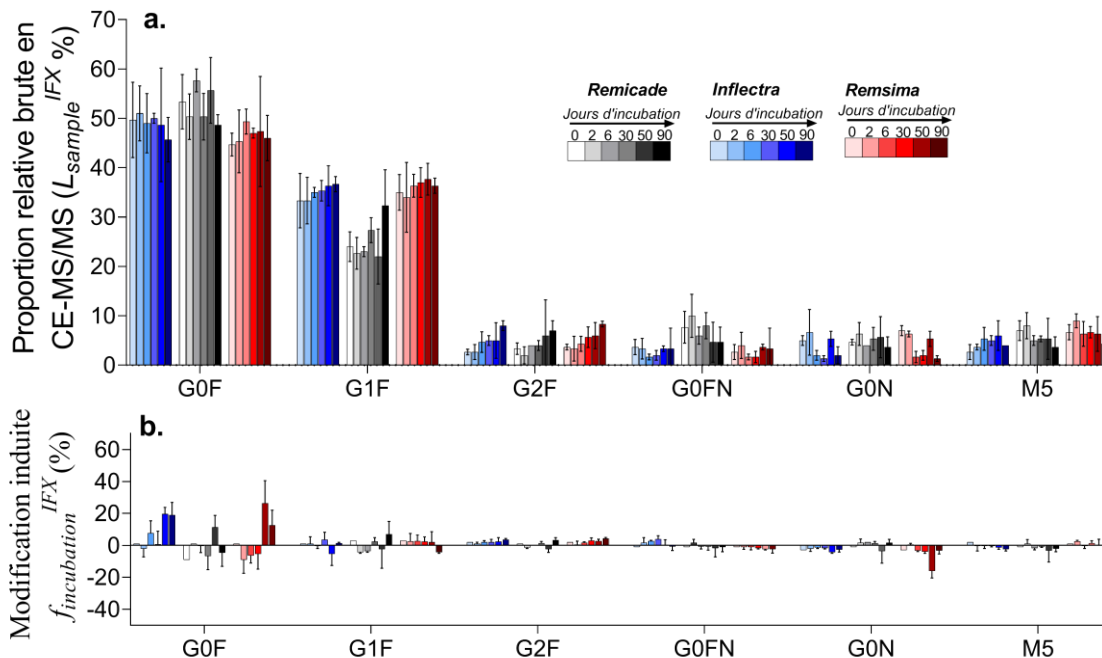 a.
Proportion relative brute en
CE-MS/MS (L_sample^IFX %)
70
60
50
40
30
20
10
0
Remicade
Jours d'incubation
0 2 6 30 50 90
Inflectra
Jours d'incubation
0 2 6 30 50 90
Remsima
Jours d'incubation
0 2 6 30 50 90
G0F G1F G2F G0FN G0N M5
b.
Modification induite
f_incubation^IFX (%)
60
40
20
0
-20
-40
G0F G1F G2F G0FN G0N M5